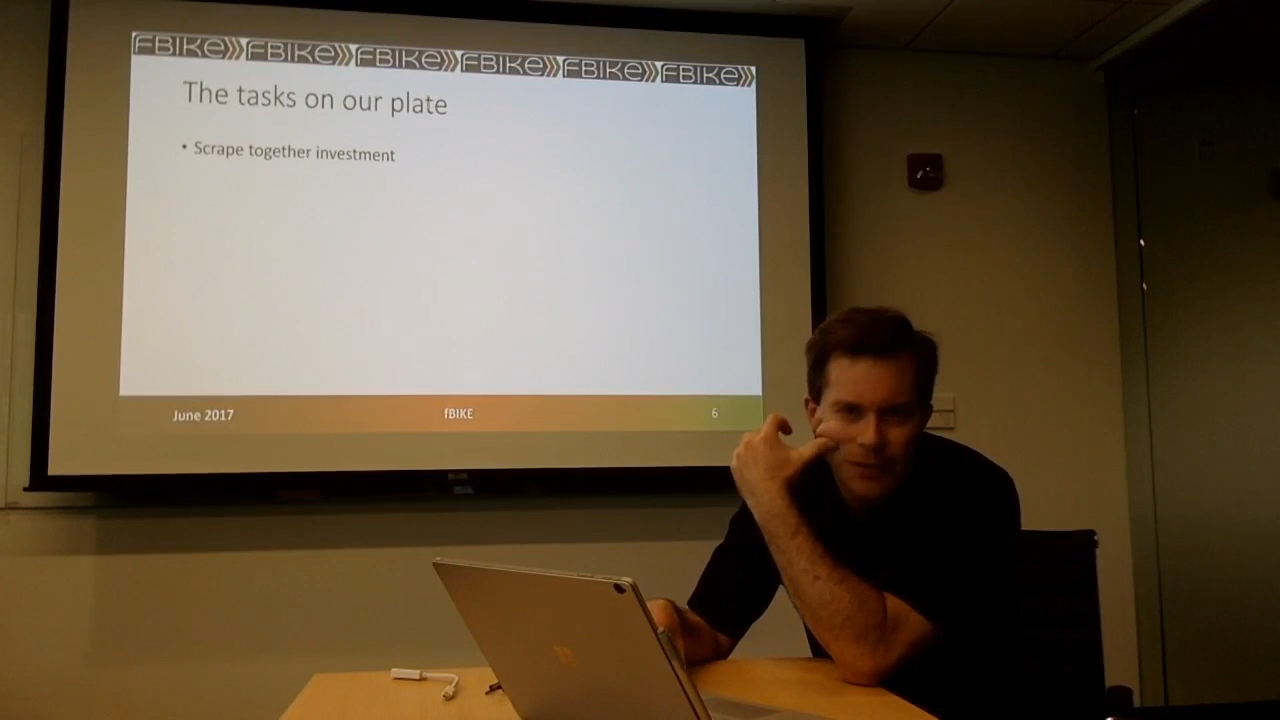 FBIKE»FBIKE»FBIKE»FBIKE»FBIKE»FBIKE»
The tasks on our plate
• Scrape together investment
June 2017 fBIKE 6